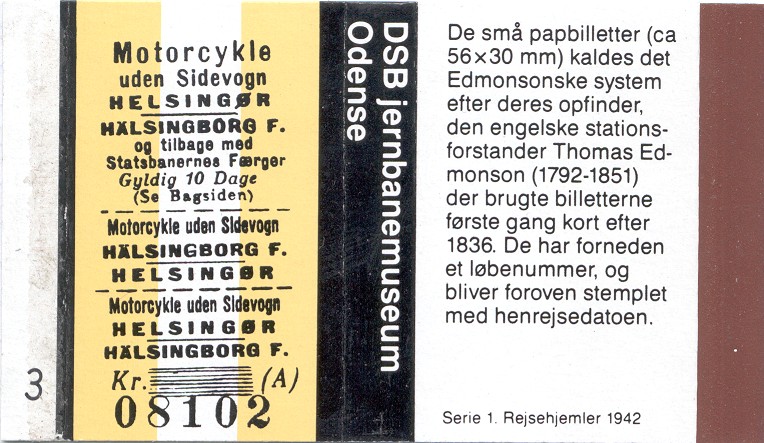 Motorcykle
uden Sidevogn
HELSINGØR
HÄLSINGBORG F.
og tilbage med
Statsbanernes Færger
Gyldig 10 Dage
(Se Bagsiden)
Motorcykle uden Sidevogn
HÄLSINGBORG F.
HELSINGØR
Motorcykle uden Sidevogn
HELSINGØR
HÄLSINGBORG F.
Kr. (A)
08102
3
DSB jernbanemuseum
Odense
De små papbilletter (ca
56×30 mm) kaldes det
Edmonsonske system
efter deres opfinder,
den engelske stations-
forstander Thomas Ed-
monson (1792-1851)
der brugte billetterne
første gang kort efter
1836. De har forneden
et løbenummer, og
bliver foroven stemplet
med henrejsedatoen.
Serie 1. Rejsehjemler 1942